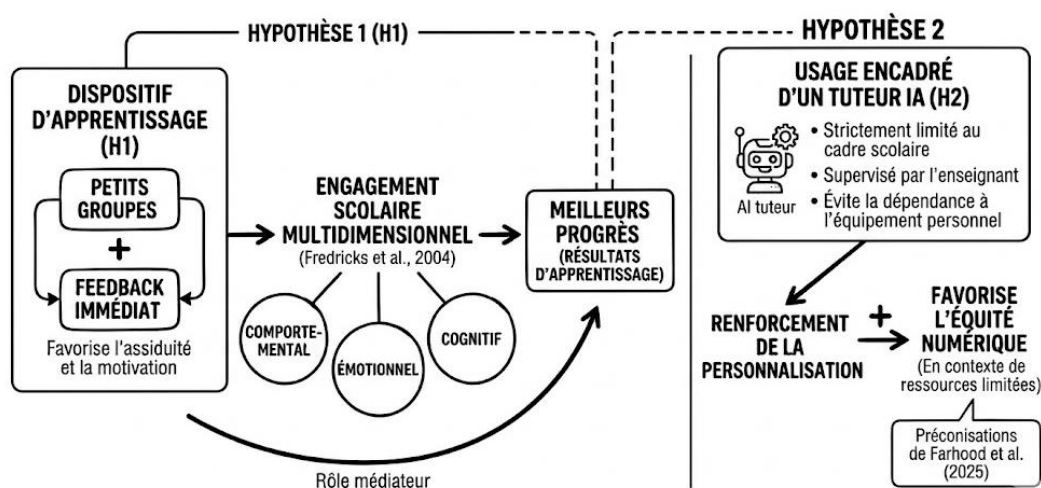 HYPOTHÈSE 1 (H1)
DISPOSITIF
D'APPRENTISSAGE
(H1)
PETITS
GROUPES
+
FEEDBACK
IMMÉDIAT
Favorise l'assiduité
et la motivation
ENGAGEMENT
SCOLAIRE
MULTIDIMENSIONNEL
(Fredricks et al., 2004)
COMPORTE-
MENTAL
ÉMOTIONNEL
COGNITIF
MEILLEURS
PROGRÈS
(RÉSULTATS
D'APPRENTISSAGE)
Rôle médiateur
HYPOTHÈSE 2
USAGE ENCADRÉ
D'UN TUTEUR IA (H2)
AI tuteur
• Strictement limité au
cadre scolaire
• Supervisé par l'enseignant
• Évite la dépendance à
l'équipement personnel
RENFORCEMENT
DE LA
PERSONNALISATION
+
FAVORISE
L'ÉQUITÉ
NUMÉRIQUE
(En contexte de
ressources limitées)
Préconisations
de Farhood et al.
(2025)